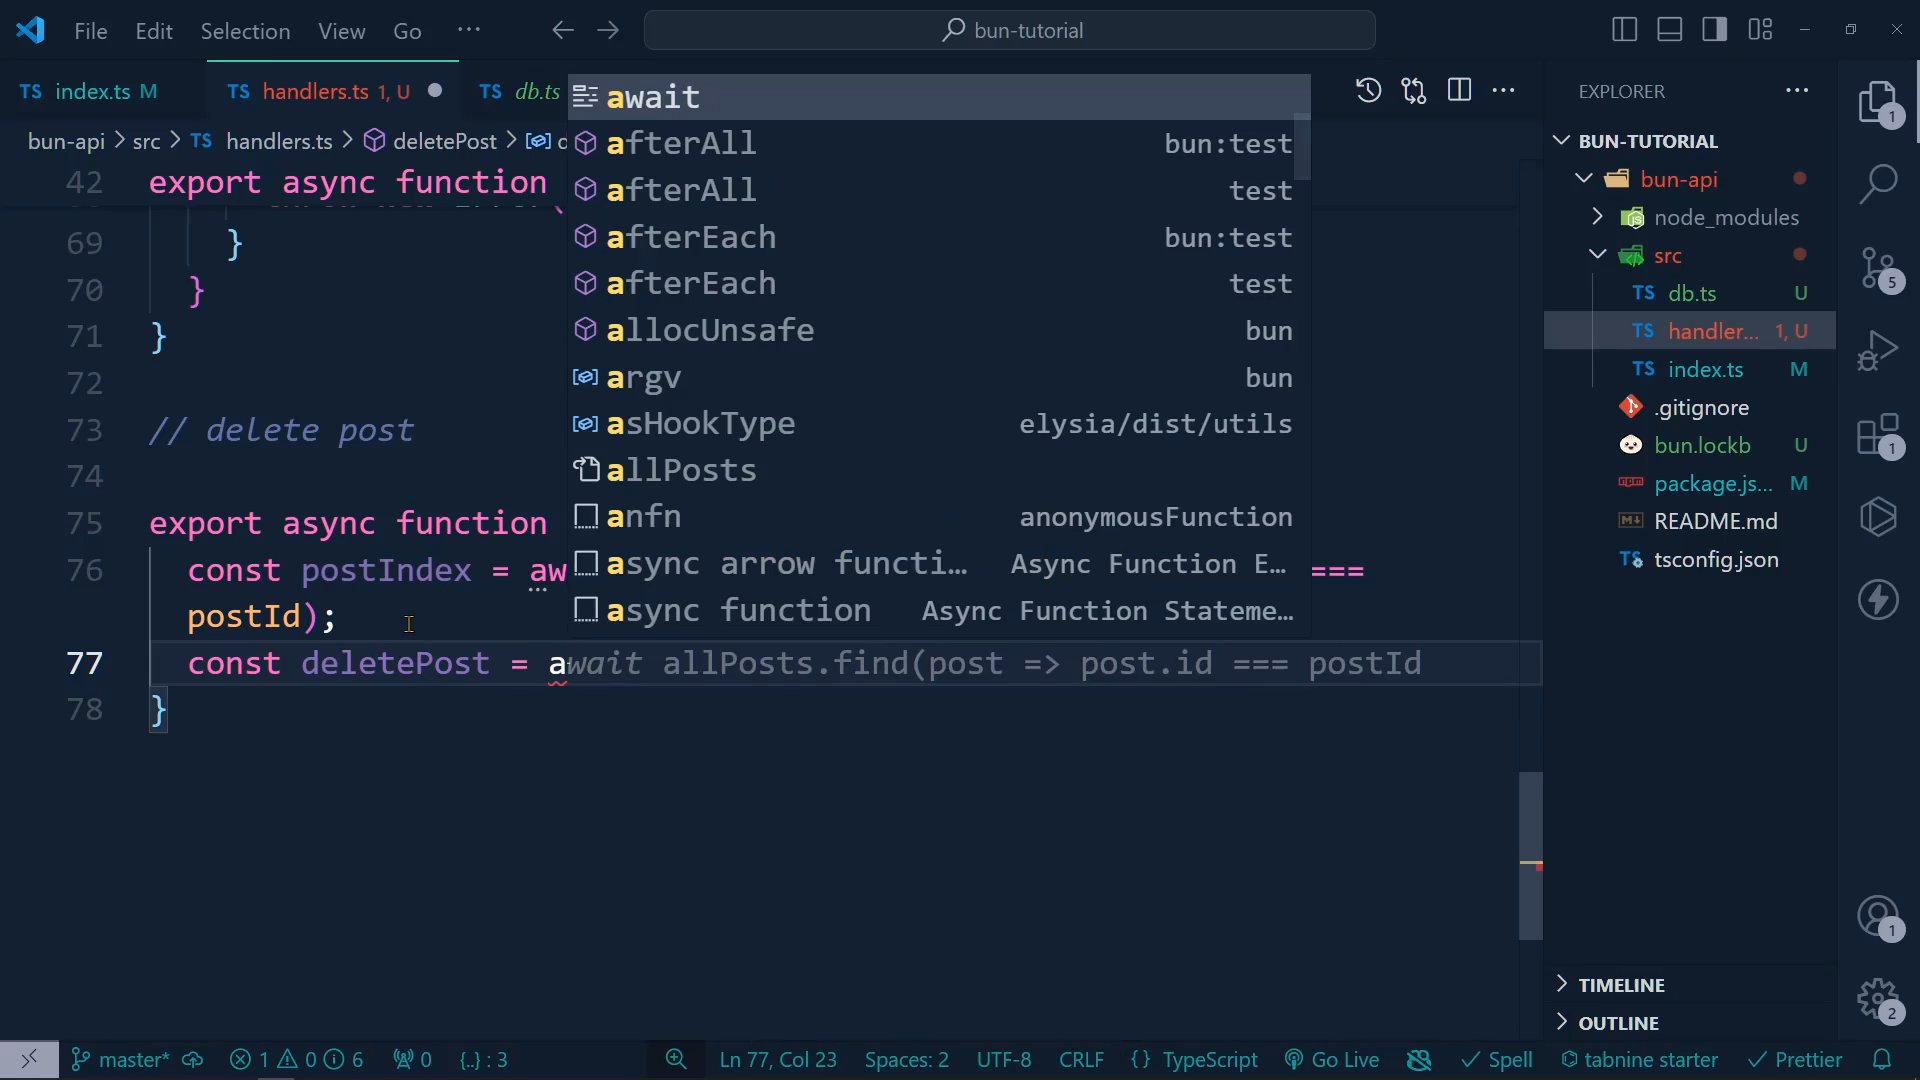 File Edit Selection View Go ... bun-tutorial
TS index.ts M TS handlers.ts 1, U TS db.ts
bun-api > src > TS handlers.ts > deletePost >
42 export async function
69 }
70 }
71 }
72
73 // delete post
74
75 export async function
76 const postIndex = aw ===
postId);
77 const deletePost = await allPosts.find(post => post.id === postId
78 }
await
afterAll bun:test
afterAll test
afterEach bun:test
afterEach test
allocUnsafe bun
argv bun
asHookType elysia/dist/utils
allPosts
anfn anonymousFunction
async arrow functi... Async Function E...
async function Async Function Stateme...
EXPLORER
BUN-TUTORIAL
bun-api
node_modules
src
TS db.ts U
TS handler... 1, U
TS index.ts M
.gitignore
bun.lockb U
package.js... M
README.md
tsconfig.json
TIMELINE
OUTLINE
1
5
1
1
2
master* 1 0 6 0 {..} : 3 Ln 77, Col 23 Spaces: 2 UTF-8 CRLF {} TypeScript Go Live Spell tabnine starter Prettier